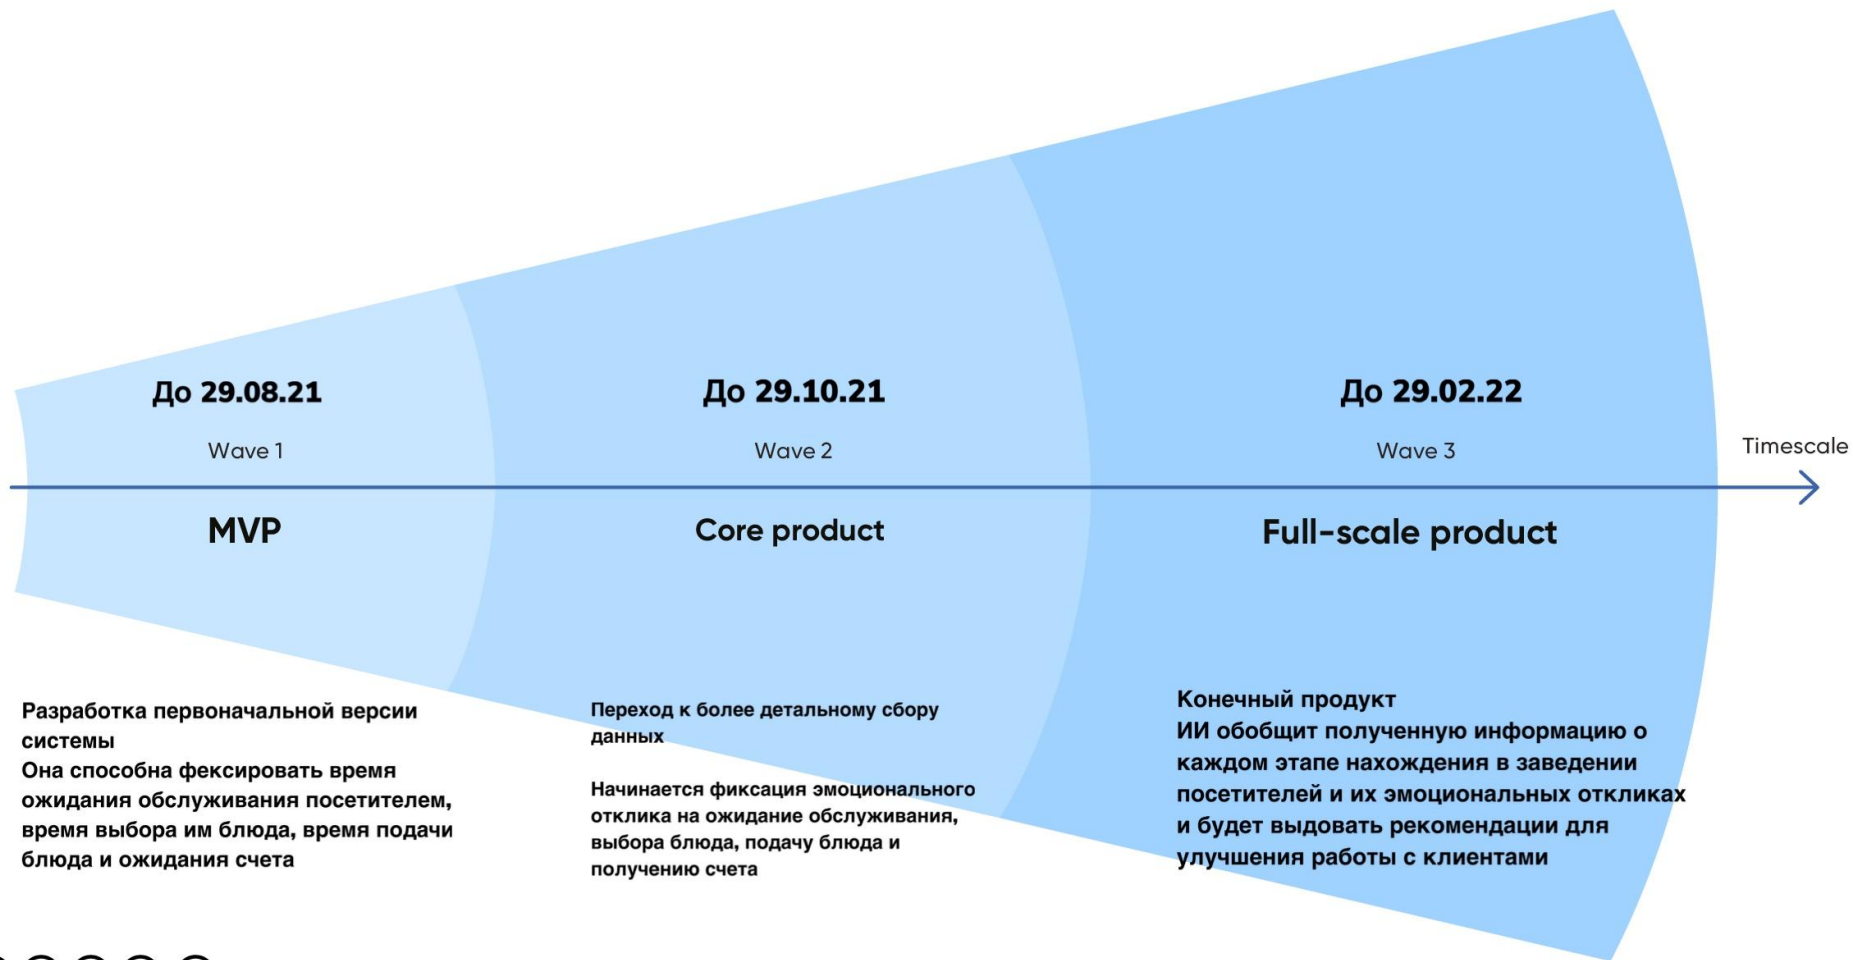 До 29.08.21
Wave 1
MVP
До 29.10.21
Wave 2
Core product
До 29.02.22
Wave 3
Full-scale product
Timescale
Разработка первоначальной версии
системы
Она способна фексировать время
ожидания обслуживания посетителем,
время выбора им блюда, время подачи
блюда и ожидания счета
Переход к более детальному сбору
данных
Начинается фиксация эмоционального
отклика на ожидание обслуживания,
выбора блюда, подачу блюда и
получению счета
Конечный продукт
ИИ обобщит полученную информацию о
каждом этапе нахождения в заведении
посетителей и их эмоциональных откликах
и будет выдовать рекомендации для
улучшения работы с клиентами